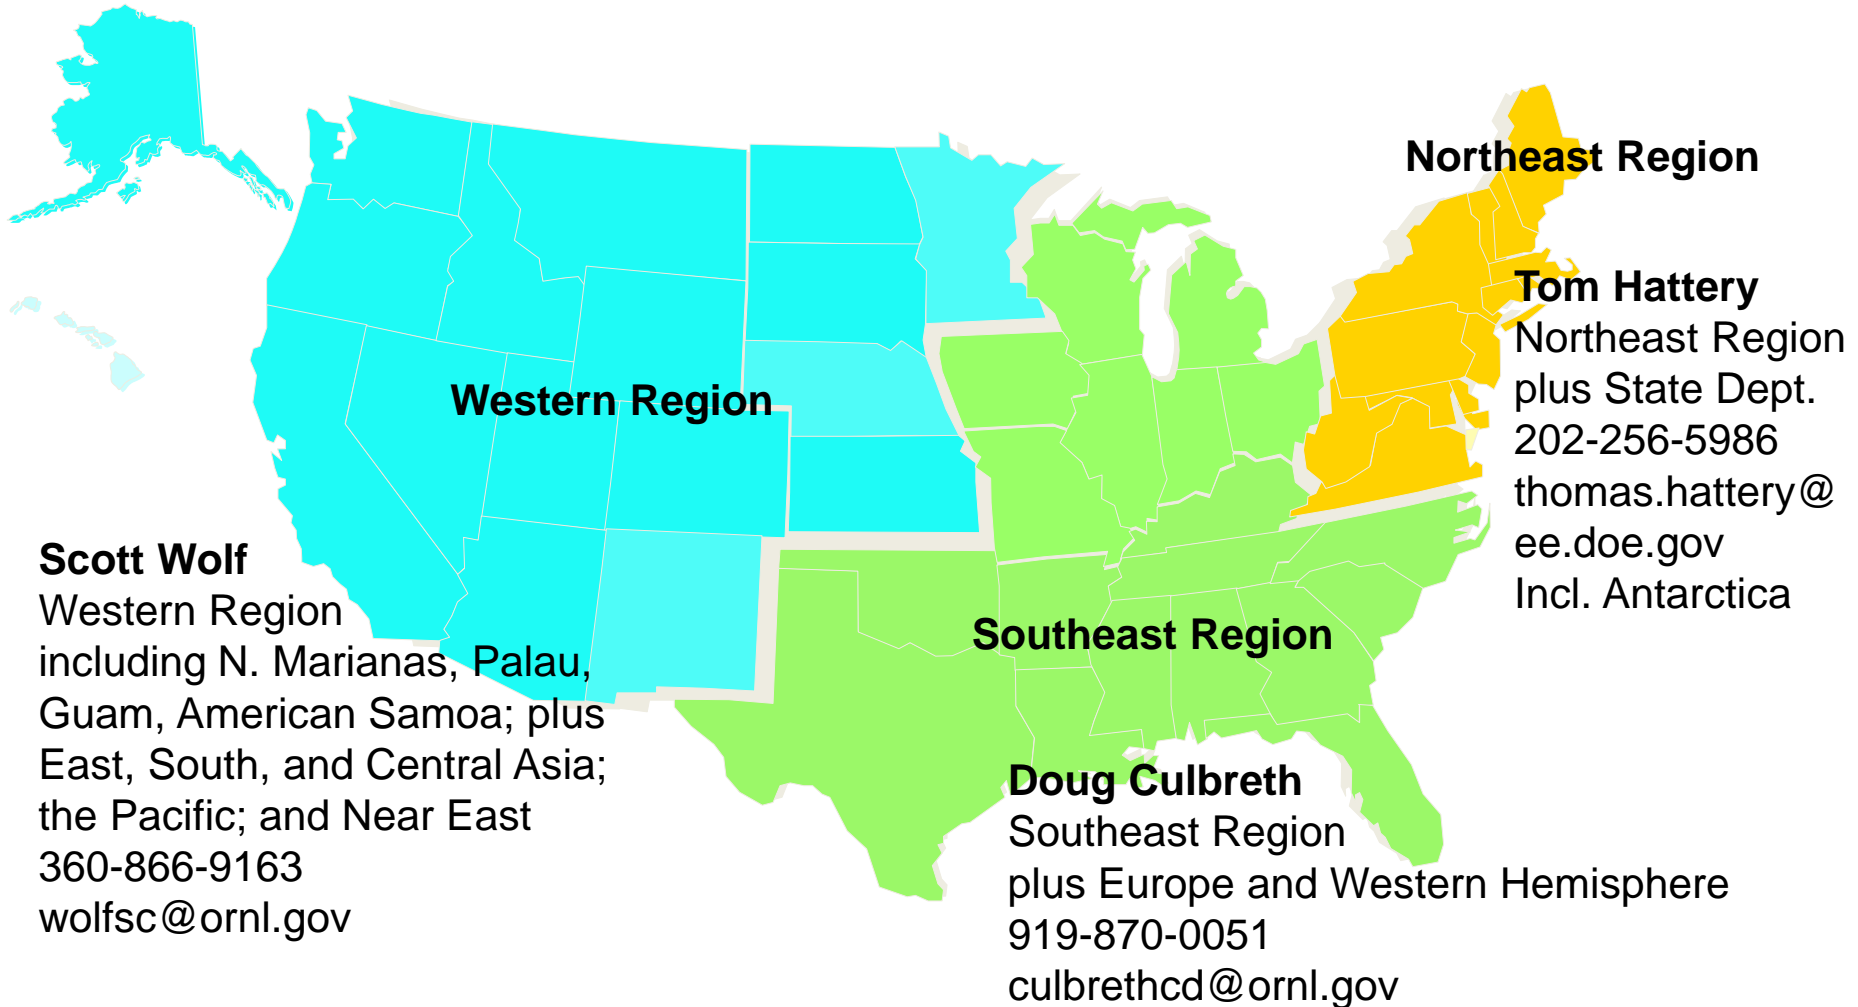 Northeast Region
Tom Hattery
Northeast Region
plus State Dept.
202-256-5986
thomas.hattery@
ee.doe.gov
Incl. Antarctica
Western Region
Scott Wolf
Western Region
including N. Marianas, Palau,
Guam, American Samoa; plus
East, South, and Central Asia;
the Pacific; and Near East
360-866-9163
wolfsc@ornl.gov
Southeast Region
Doug Culbreth
Southeast Region
plus Europe and Western Hemisphere
919-870-0051
culbrethcd@ornl.gov